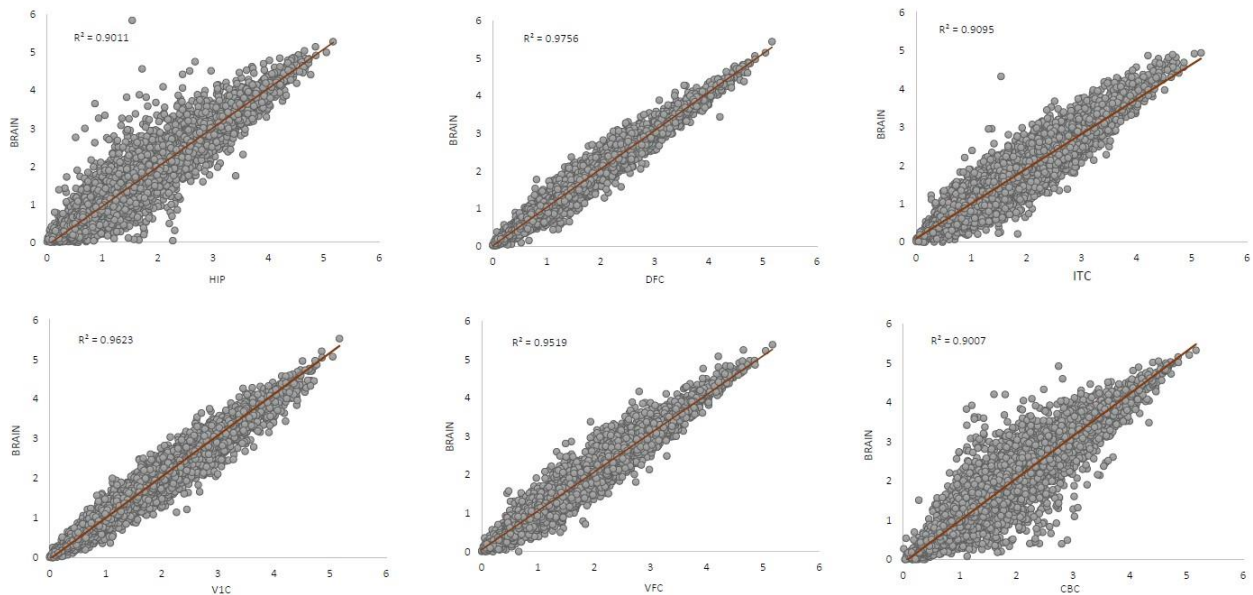 6
R² = 0.9011
5
4
BRAIN
3
2
1
0
0 1 2 3 4 5 6
HIP
6
R² = 0.9756
5
4
BRAIN
3
2
1
0
0 1 2 3 4 5 6
DFC
6
R² = 0.9095
5
4
BRAIN
3
2
1
0
0 1 2 3 4 5 6
ITC
6
R² = 0.9623
5
4
BRAIN
3
2
1
0
0 1 2 3 4 5 6
V1C
6
R² = 0.9519
5
4
BRAIN
3
2
1
0
0 1 2 3 4 5 6
VFC
6
R² = 0.9007
5
4
BRAIN
3
2
1
0
0 1 2 3 4 5 6
CBC